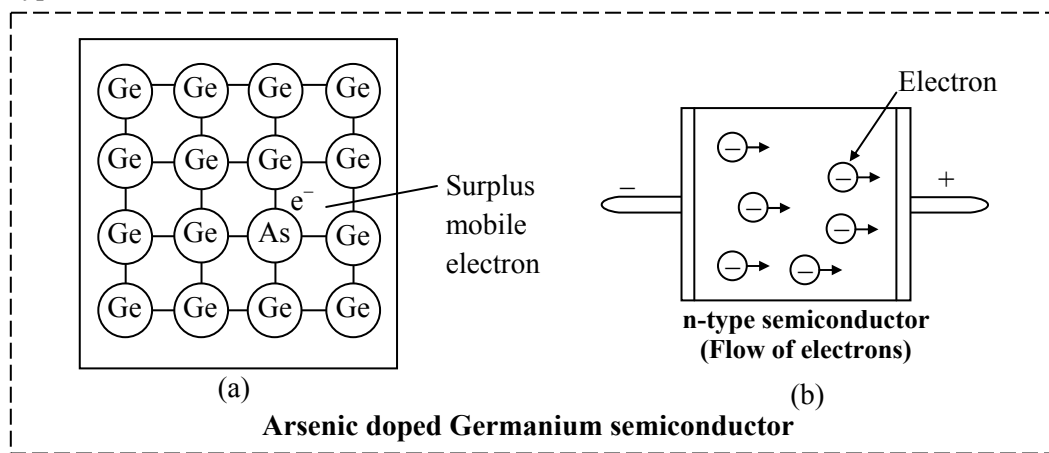 Ge Ge Ge Ge
Ge Ge Ge Ge
e–
Ge Ge As Ge
Ge Ge Ge Ge
Surplus
mobile
electron
(a)
Electron
– +
– – – – – –
n-type semiconductor
(Flow of electrons)
(b)
Arsenic doped Germanium semiconductor